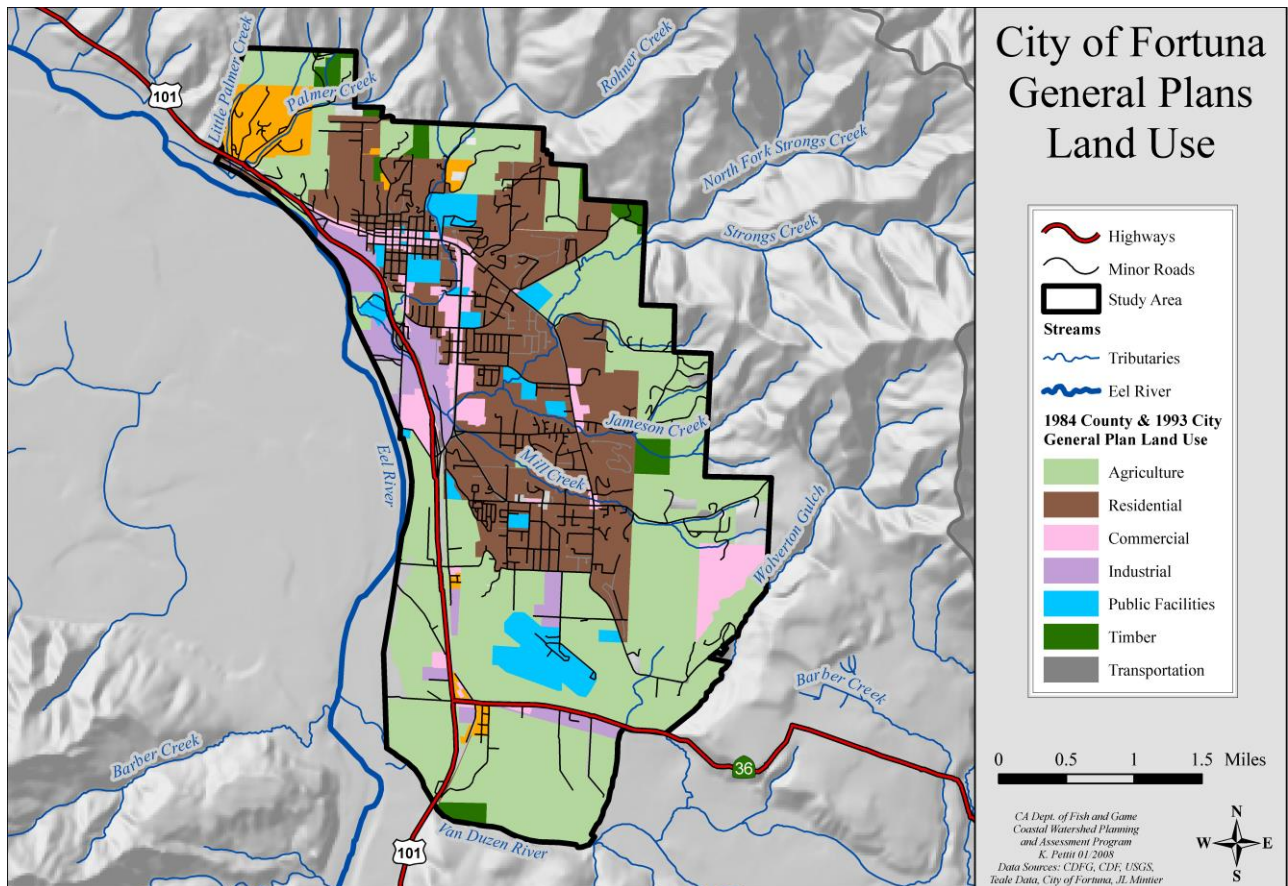 City of Fortuna
General Plans
Land Use
Highways
Minor Roads
Study Area
Streams
Tributaries
Eel River
1984 County & 1993 City
General Plan Land Use
Agriculture
Residential
Commercial
Industrial
Public Facilities
Timber
Transportation
0 0.5 1 1.5 Miles
CA Dept. of Fish and Game
Coastal Watershed Planning
and Assessment Program
K. Pettit 01/2008
Data Sources: CDFG, CDF, USGS,
Teale Data, City of Fortuna, JL Mintier
N
W E
S
101
Little Palmer Creek
Palmer Creek
Rohner Creek
North Fork Strongs Creek
Strongs Creek
Jameson Creek
Mill Creek
Eel River
Wolverton Gulch
Barber Creek
Barber Creek
36
Van Duzen River
101